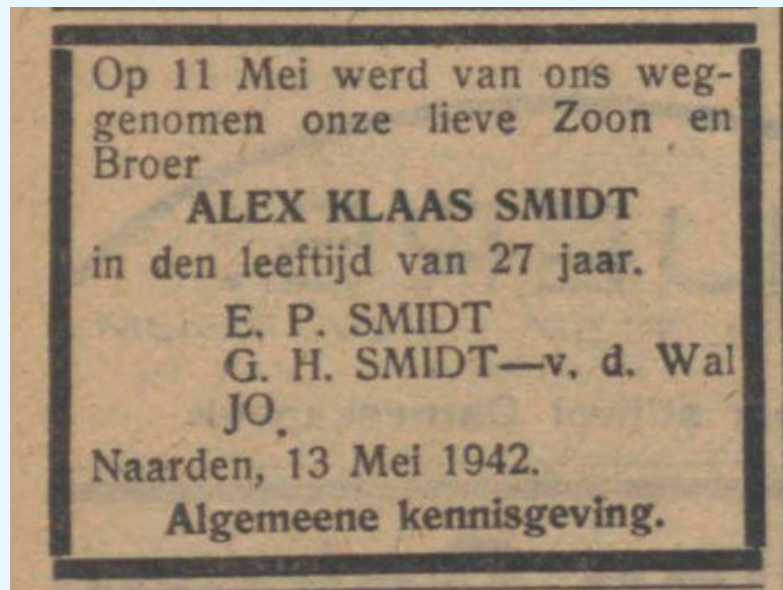 Op 11 Mei werd van ons weg-
genomen onze lieve Zoon en
Broer
ALEX KLAAS SMIDT
in den leeftijd van 27 jaar.
E. P. SMIDT
G. H. SMIDT—v. d. Wal
JO.
Naarden, 13 Mei 1942.
Algemeene kennisgeving.